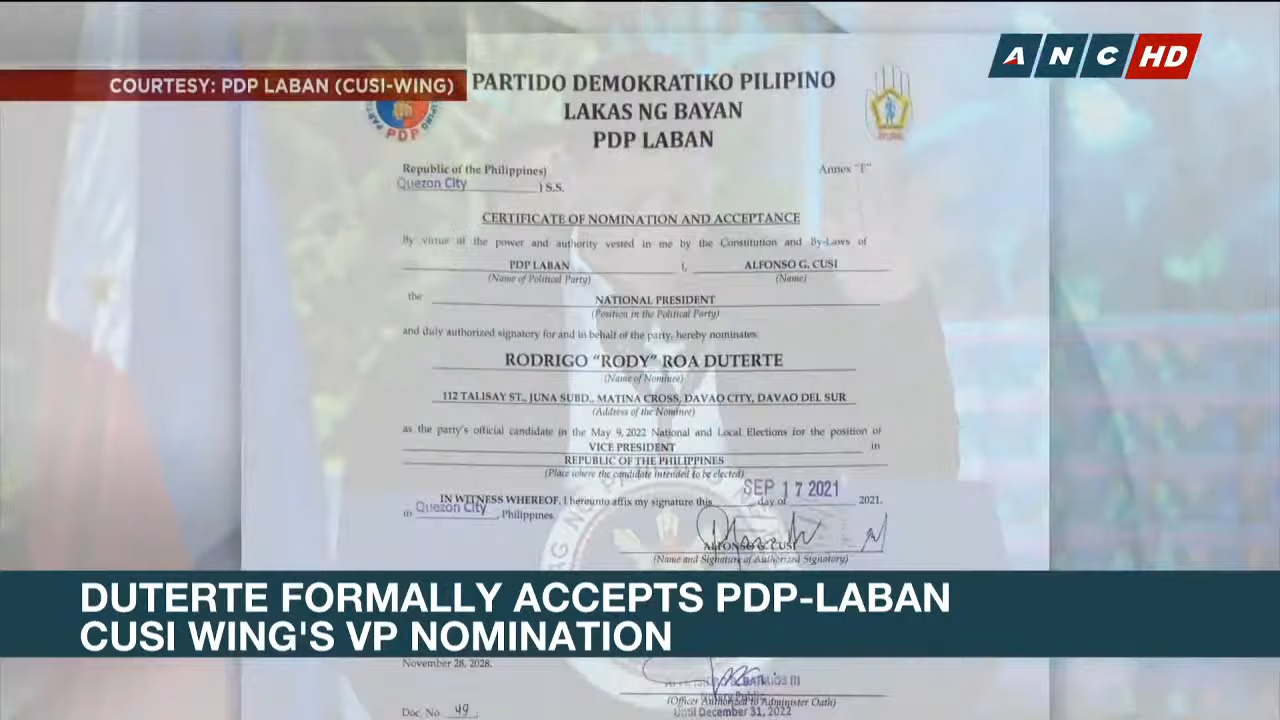 ANC HD
COURTESY: PDP LABAN (CUSI-WING)
PARTIDO DEMOKRATIKO PILIPINO
LAKAS NG BAYAN
PDP LABAN
PDP
Republic of the Philippines)
Annex "F"
Quezon City ) S.S.
CERTIFICATE OF NOMINATION AND ACCEPTANCE
By virtue of the power and authority vested in me by the Constitution and By-Laws of
PDP LABAN I, ALFONSO G. CUSI
(Name of Political Party) (Name)
the NATIONAL PRESIDENT
(Position in the Political Party)
and duly authorized signatory for and in behalf of the party, hereby nominates
RODRIGO “RODY” ROA DUTERTE
(Name of Nominee)
112 TALISAY ST., JUNA SUBD., MATINA CROSS, DAVAO CITY, DAVAO DEL SUR
(Address of the Nominee)
as the party's official candidate in the May 9, 2022 National and Local Elections for the position of
VICE PRESIDENT in
REPUBLIC OF THE PHILIPPINES
(Place where the candidate intended to be elected)
IN WITNESS WHEREOF, I hereunto affix my signature this SEP 17 2021 day of 2021.
in Quezon City, Philippines
ALFONSO G. CUSI
(Name and Signature of Authorized Signatory)
DUTERTE FORMALLY ACCEPTS PDP-LABAN
CUSI WING'S VP NOMINATION
November 28, 2028.
(Officer Authorized to Administer Oath)
Doc. No. 49
Until December 31, 2022